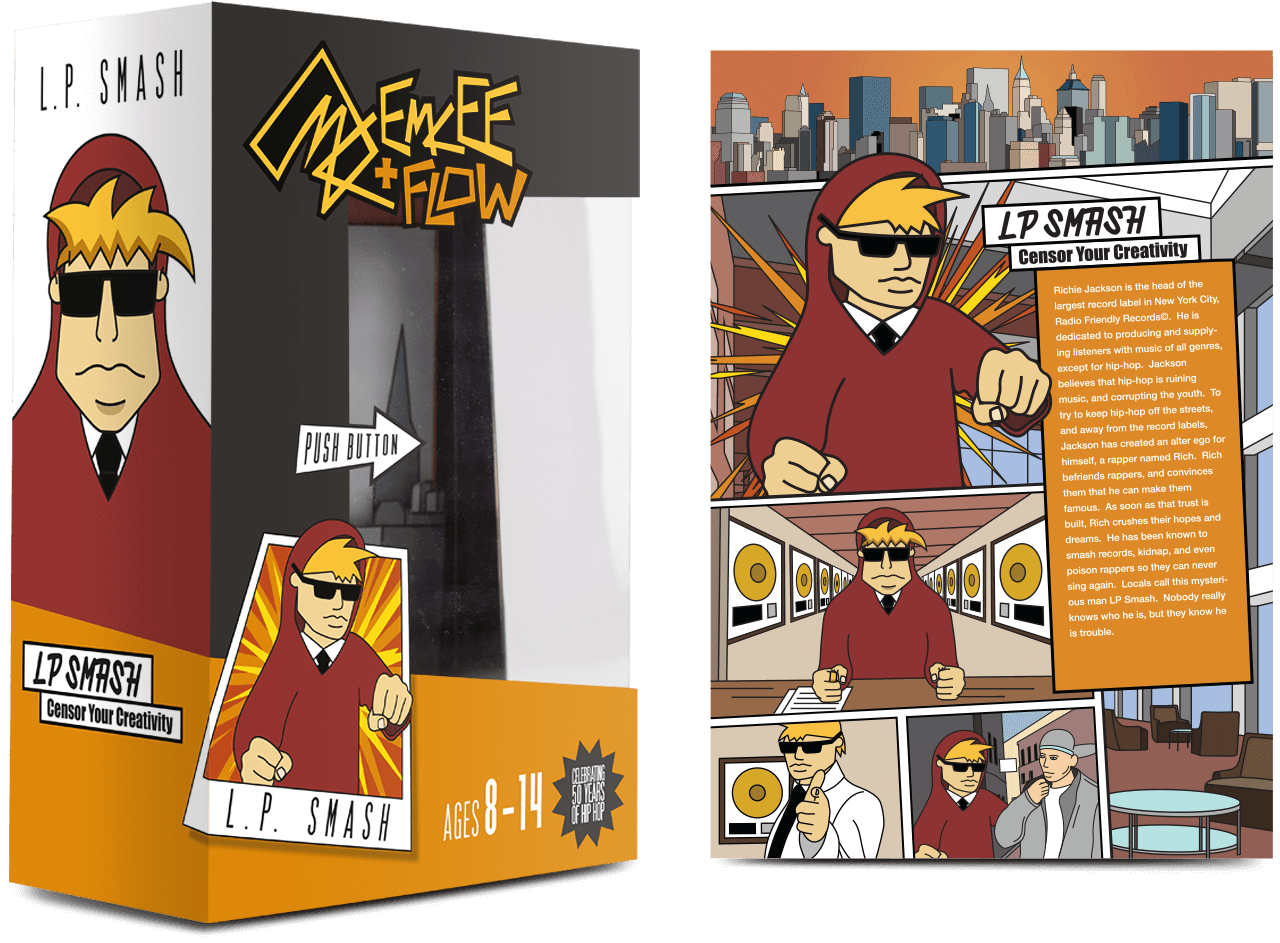 L.P. SMASH
EMCEE
+FLOW
PUSH BUTTON
L.P. SMASH
AGES 8-14
CELEBRATING
50 YEARS
OF HIP HOP
LP SMASH
Censor Your Creativity
LP SMASH
Censor Your Creativity
Richie Jackson is the head of the
largest record label in New York City,
Radio Friendly Records©. He is
dedicated to producing and supply-
ing listeners with music of all genres,
except for hip-hop. Jackson
believes that hip-hop is ruining
music, and corrupting the youth. To
try to keep hip-hop off the streets,
and away from the record labels,
Jackson has created an alter ego for
himself, a rapper named Rich. Rich
befriends rappers, and convinces
them that he can make them
famous. As soon as that trust is
built, Rich crushes their hopes and
dreams. He has been known to
smash records, kidnap, and even
poison rappers so they can never
sing again. Locals call this mysteri-
ous man LP Smash. Nobody really
knows who he is, but they know he
is trouble.